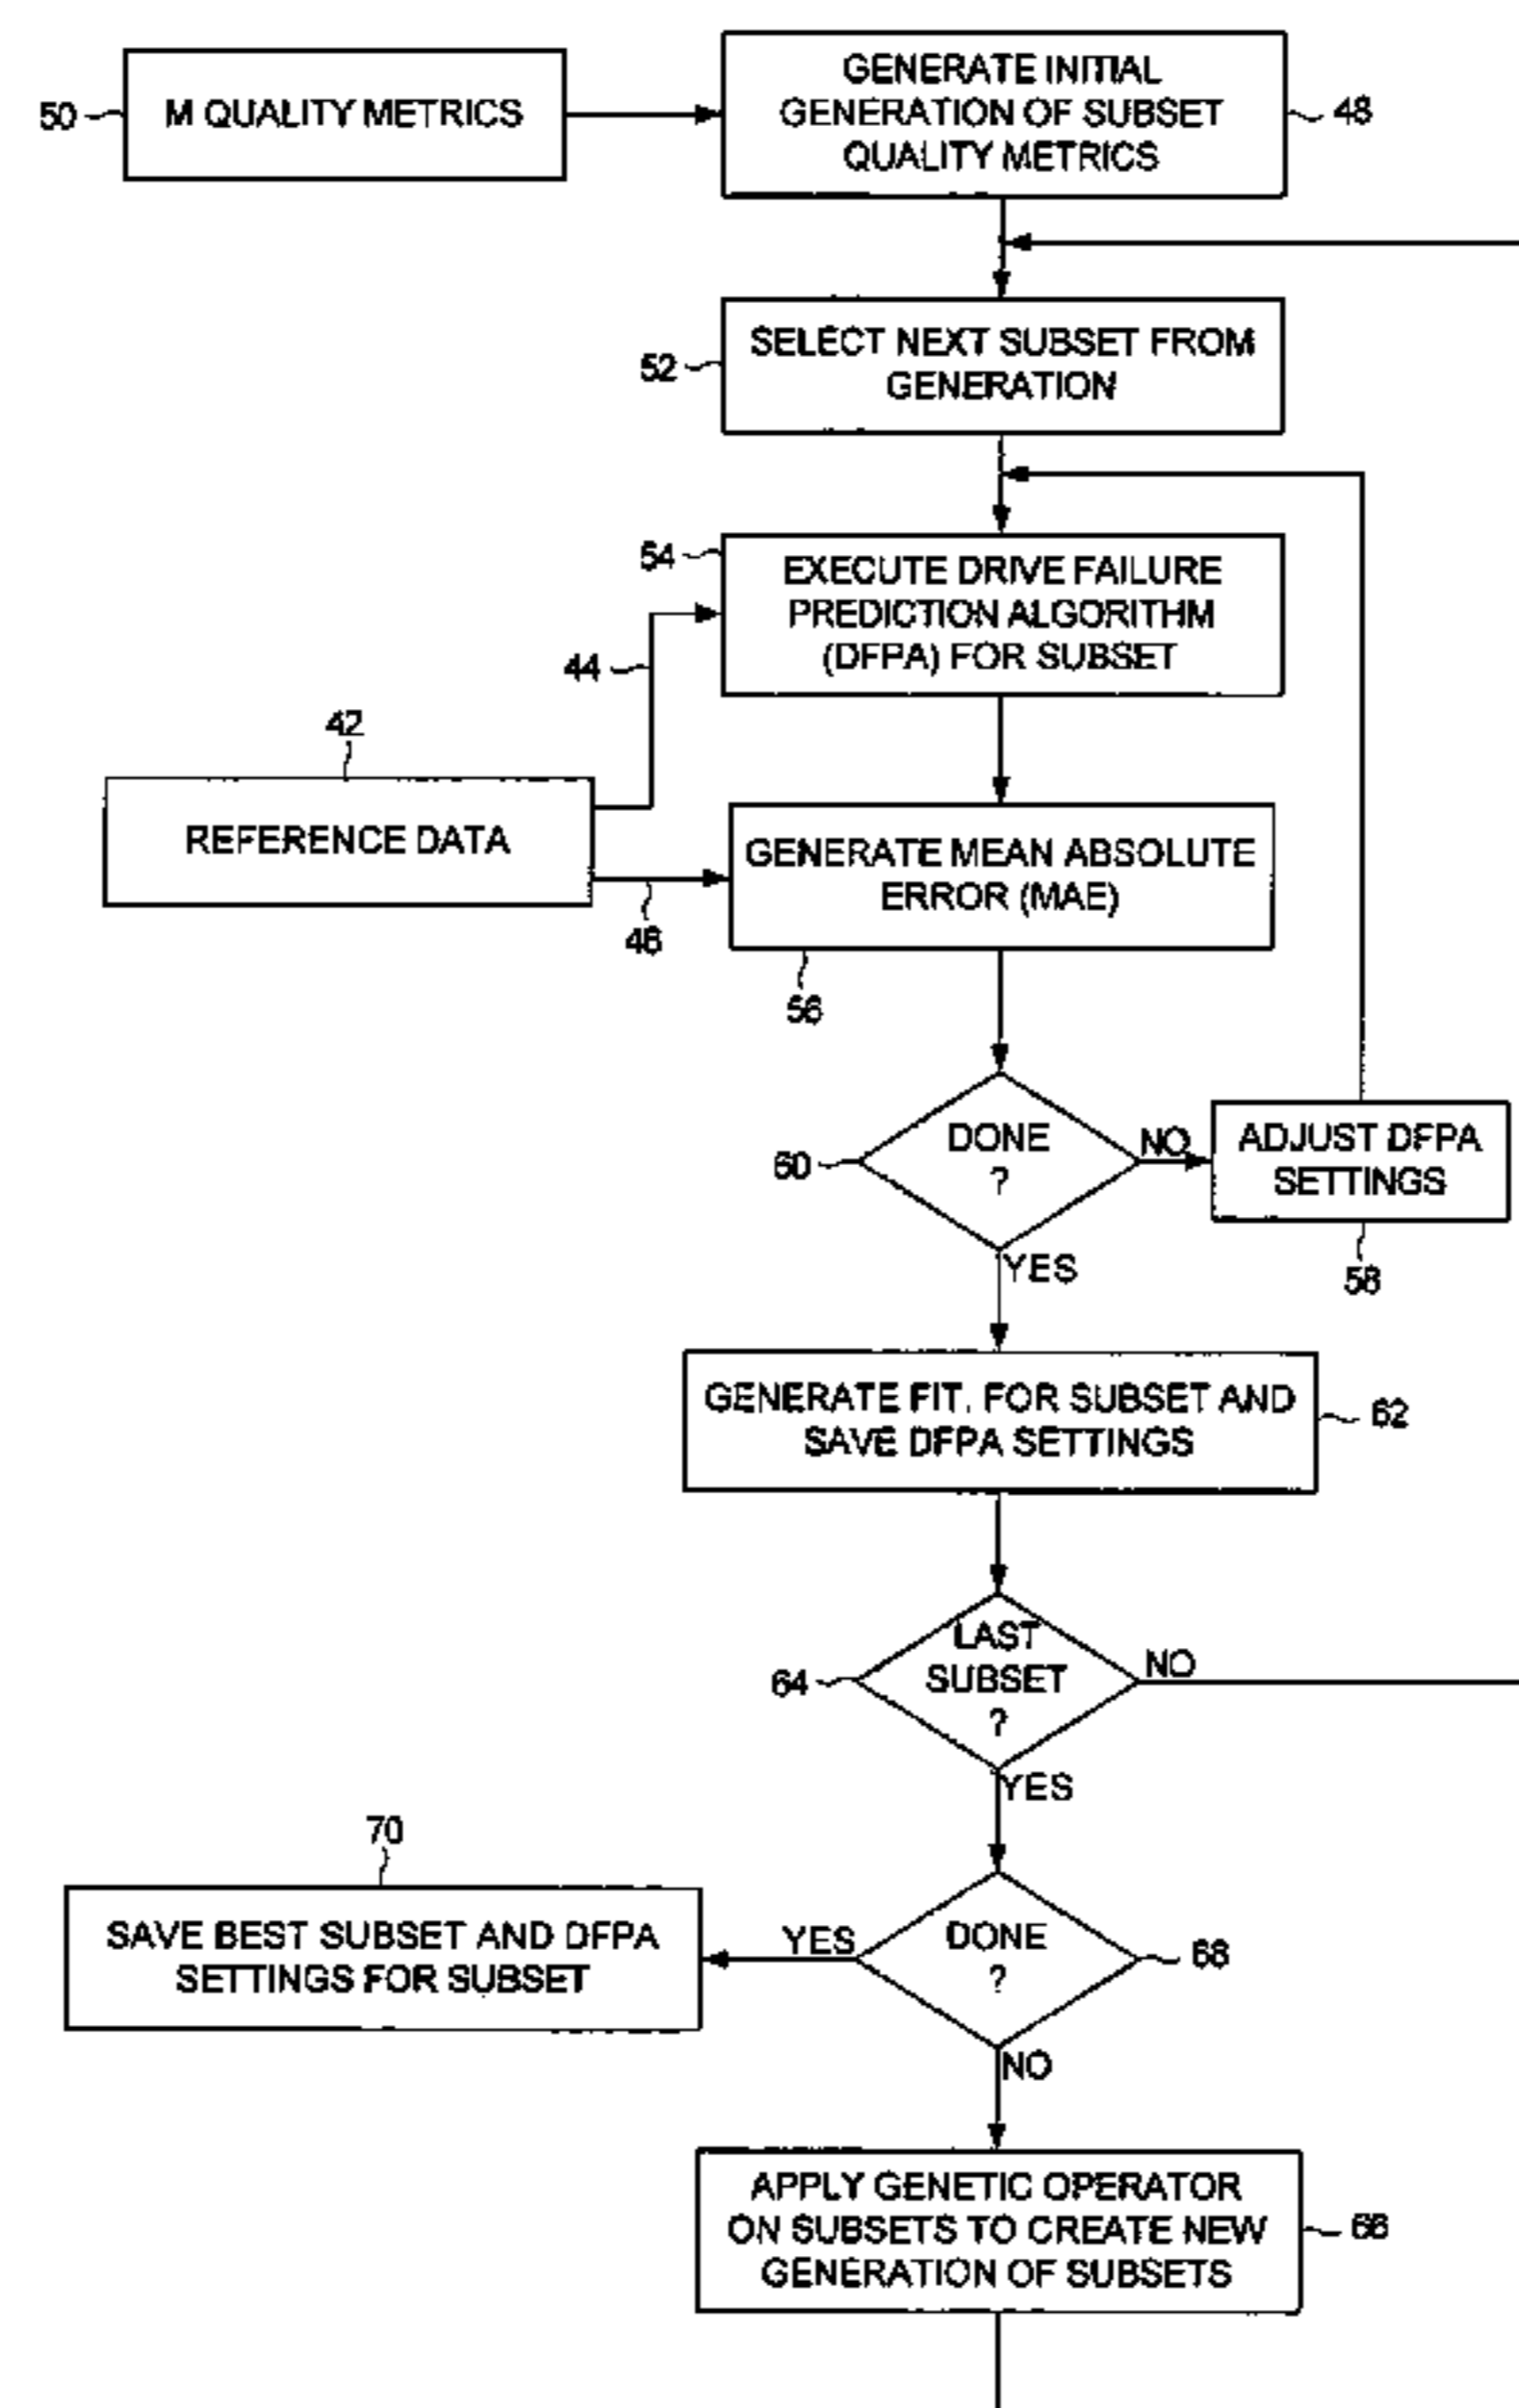 50
M QUALITY METRICS
GENERATE INITIAL
GENERATION OF SUBSET
QUALITY METRICS
48
52
SELECT NEXT SUBSET FROM
GENERATION
54
EXECUTE DRIVE FAILURE
PREDICTION ALGORITHM
(DFPA) FOR SUBSET
44
42
REFERENCE DATA
GENERATE MEAN ABSOLUTE
ERROR (MAE)
46
56
60
DONE
?
NO
ADJUST DFPA
SETTINGS
58
YES
GENERATE FIT. FOR SUBSET AND
SAVE DFPA SETTINGS
62
LAST
SUBSET
?
64
NO
YES
70
SAVE BEST SUBSET AND DFPA
SETTINGS FOR SUBSET
YES
DONE
?
68
NO
APPLY GENETIC OPERATOR
ON SUBSETS TO CREATE NEW
GENERATION OF SUBSETS
66